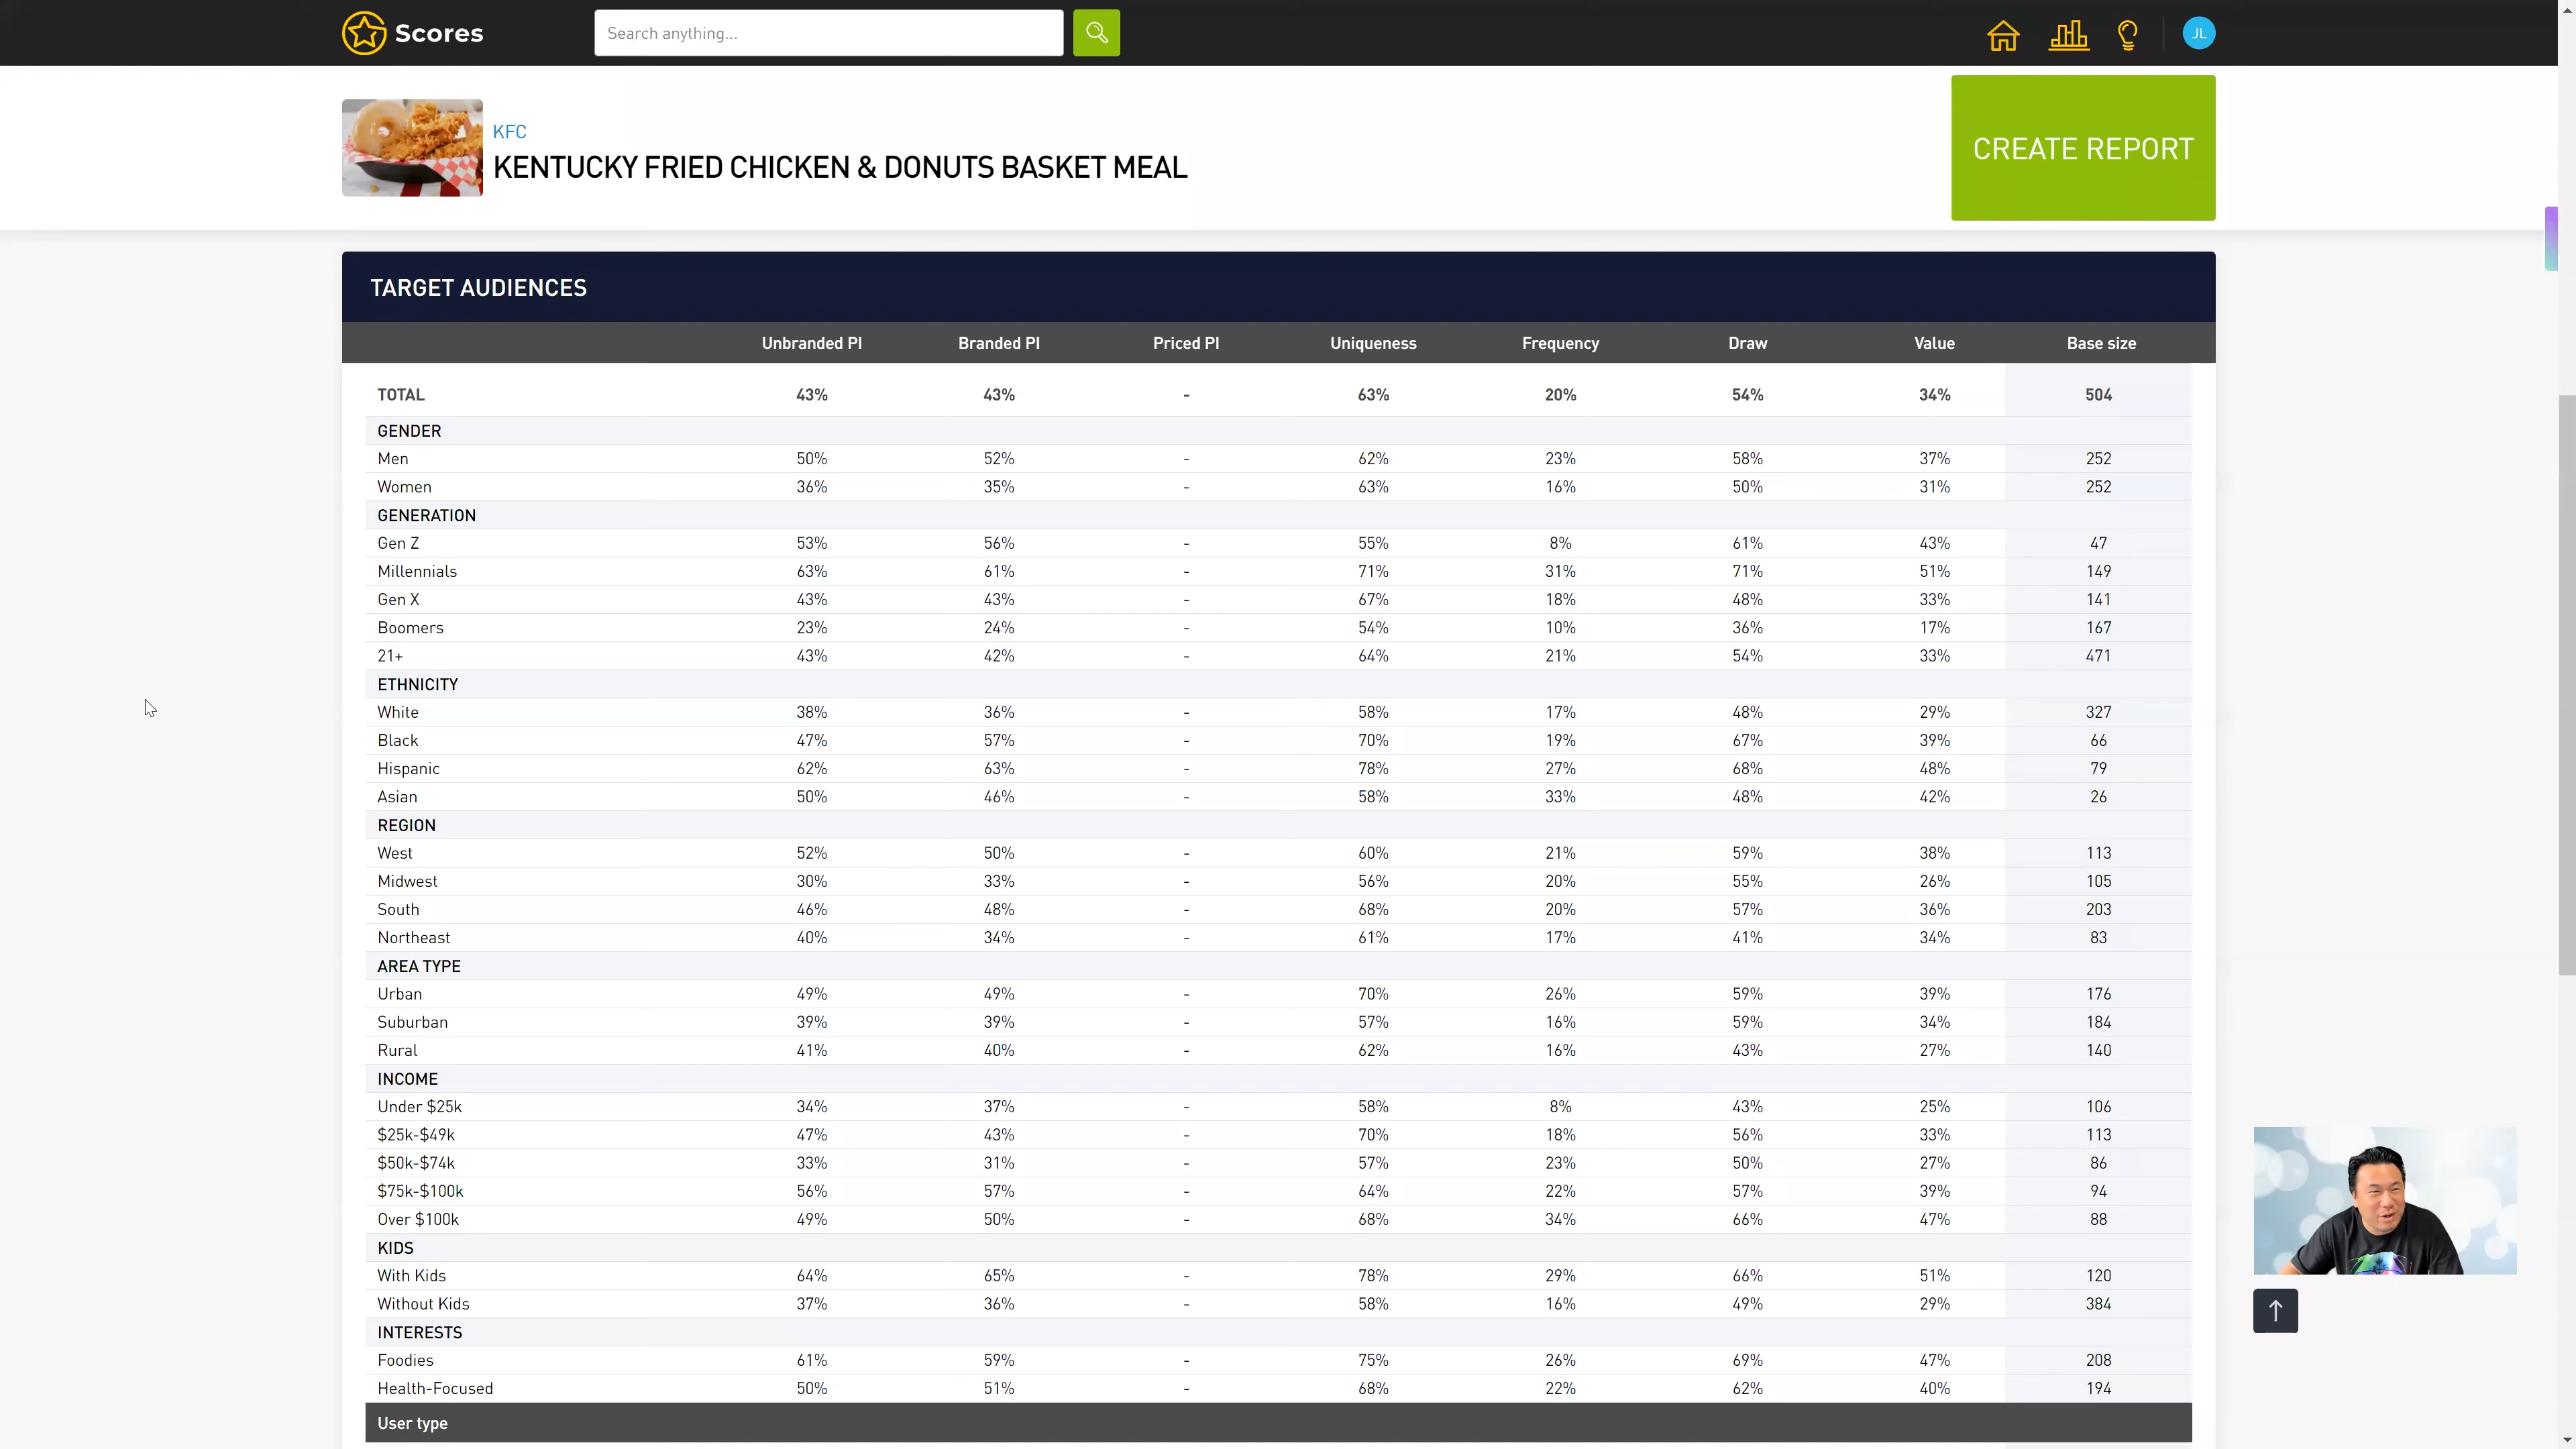 Scores
Search anything...
JL
KFC
KENTUCKY FRIED CHICKEN & DONUTS BASKET MEAL
CREATE REPORT
TARGET AUDIENCES
Unbranded PI Branded PI Priced PI Uniqueness Frequency Draw Value Base size
TOTAL 43% 43% - 63% 20% 54% 34% 504
GENDER
Men 50% 52% - 62% 23% 58% 37% 252
Women 36% 35% - 63% 16% 50% 31% 252
GENERATION
Gen Z 53% 56% - 55% 8% 61% 43% 47
Millennials 63% 61% - 71% 31% 71% 51% 149
Gen X 43% 43% - 67% 18% 48% 33% 141
Boomers 23% 24% - 54% 10% 36% 17% 167
21+ 43% 42% - 64% 21% 54% 33% 471
ETHNICITY
White 38% 36% - 58% 17% 48% 29% 327
Black 47% 57% - 70% 19% 67% 39% 66
Hispanic 62% 63% - 78% 27% 68% 48% 79
Asian 50% 46% - 58% 33% 48% 42% 26
REGION
West 52% 50% - 60% 21% 59% 38% 113
Midwest 30% 33% - 56% 20% 55% 26% 105
South 46% 48% - 68% 20% 57% 36% 203
Northeast 40% 34% - 61% 17% 41% 34% 83
AREA TYPE
Urban 49% 49% - 70% 26% 59% 39% 176
Suburban 39% 39% - 57% 16% 59% 34% 184
Rural 41% 40% - 62% 16% 43% 27% 140
INCOME
Under $25k 34% 37% - 58% 8% 43% 25% 106
$25k-$49k 47% 43% - 70% 18% 56% 33% 113
$50k-$74k 33% 31% - 57% 23% 50% 27% 86
$75k-$100k 56% 57% - 64% 22% 57% 39% 94
Over $100k 49% 50% - 68% 34% 66% 47% 88
KIDS
With Kids 64% 65% - 78% 29% 66% 51% 120
Without Kids 37% 36% - 58% 16% 49% 29% 384
INTERESTS
Foodies 61% 59% - 75% 26% 69% 47% 208
Health-Focused 50% 51% - 68% 22% 62% 40% 194
User type